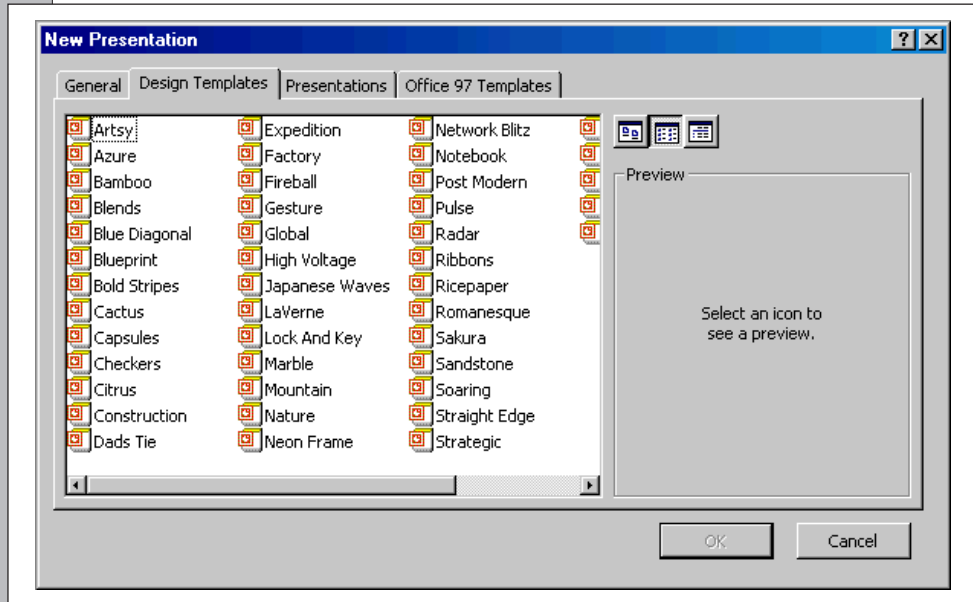 New Presentation
General Design Templates Presentations Office 97 Templates
Artsy
Azure
Bamboo
Blends
Blue Diagonal
Blueprint
Bold Stripes
Cactus
Capsules
Checkers
Citrus
Construction
Dads Tie
Expedition
Factory
Fireball
Gesture
Global
High Voltage
Japanese Waves
LaVerne
Lock And Key
Marble
Mountain
Nature
Neon Frame
Network Blitz
Notebook
Post Modern
Pulse
Radar
Ribbons
Ricepaper
Romanesque
Sakura
Sandstone
Soaring
Straight Edge
Strategic
Preview
Select an icon to
see a preview.
OK Cancel